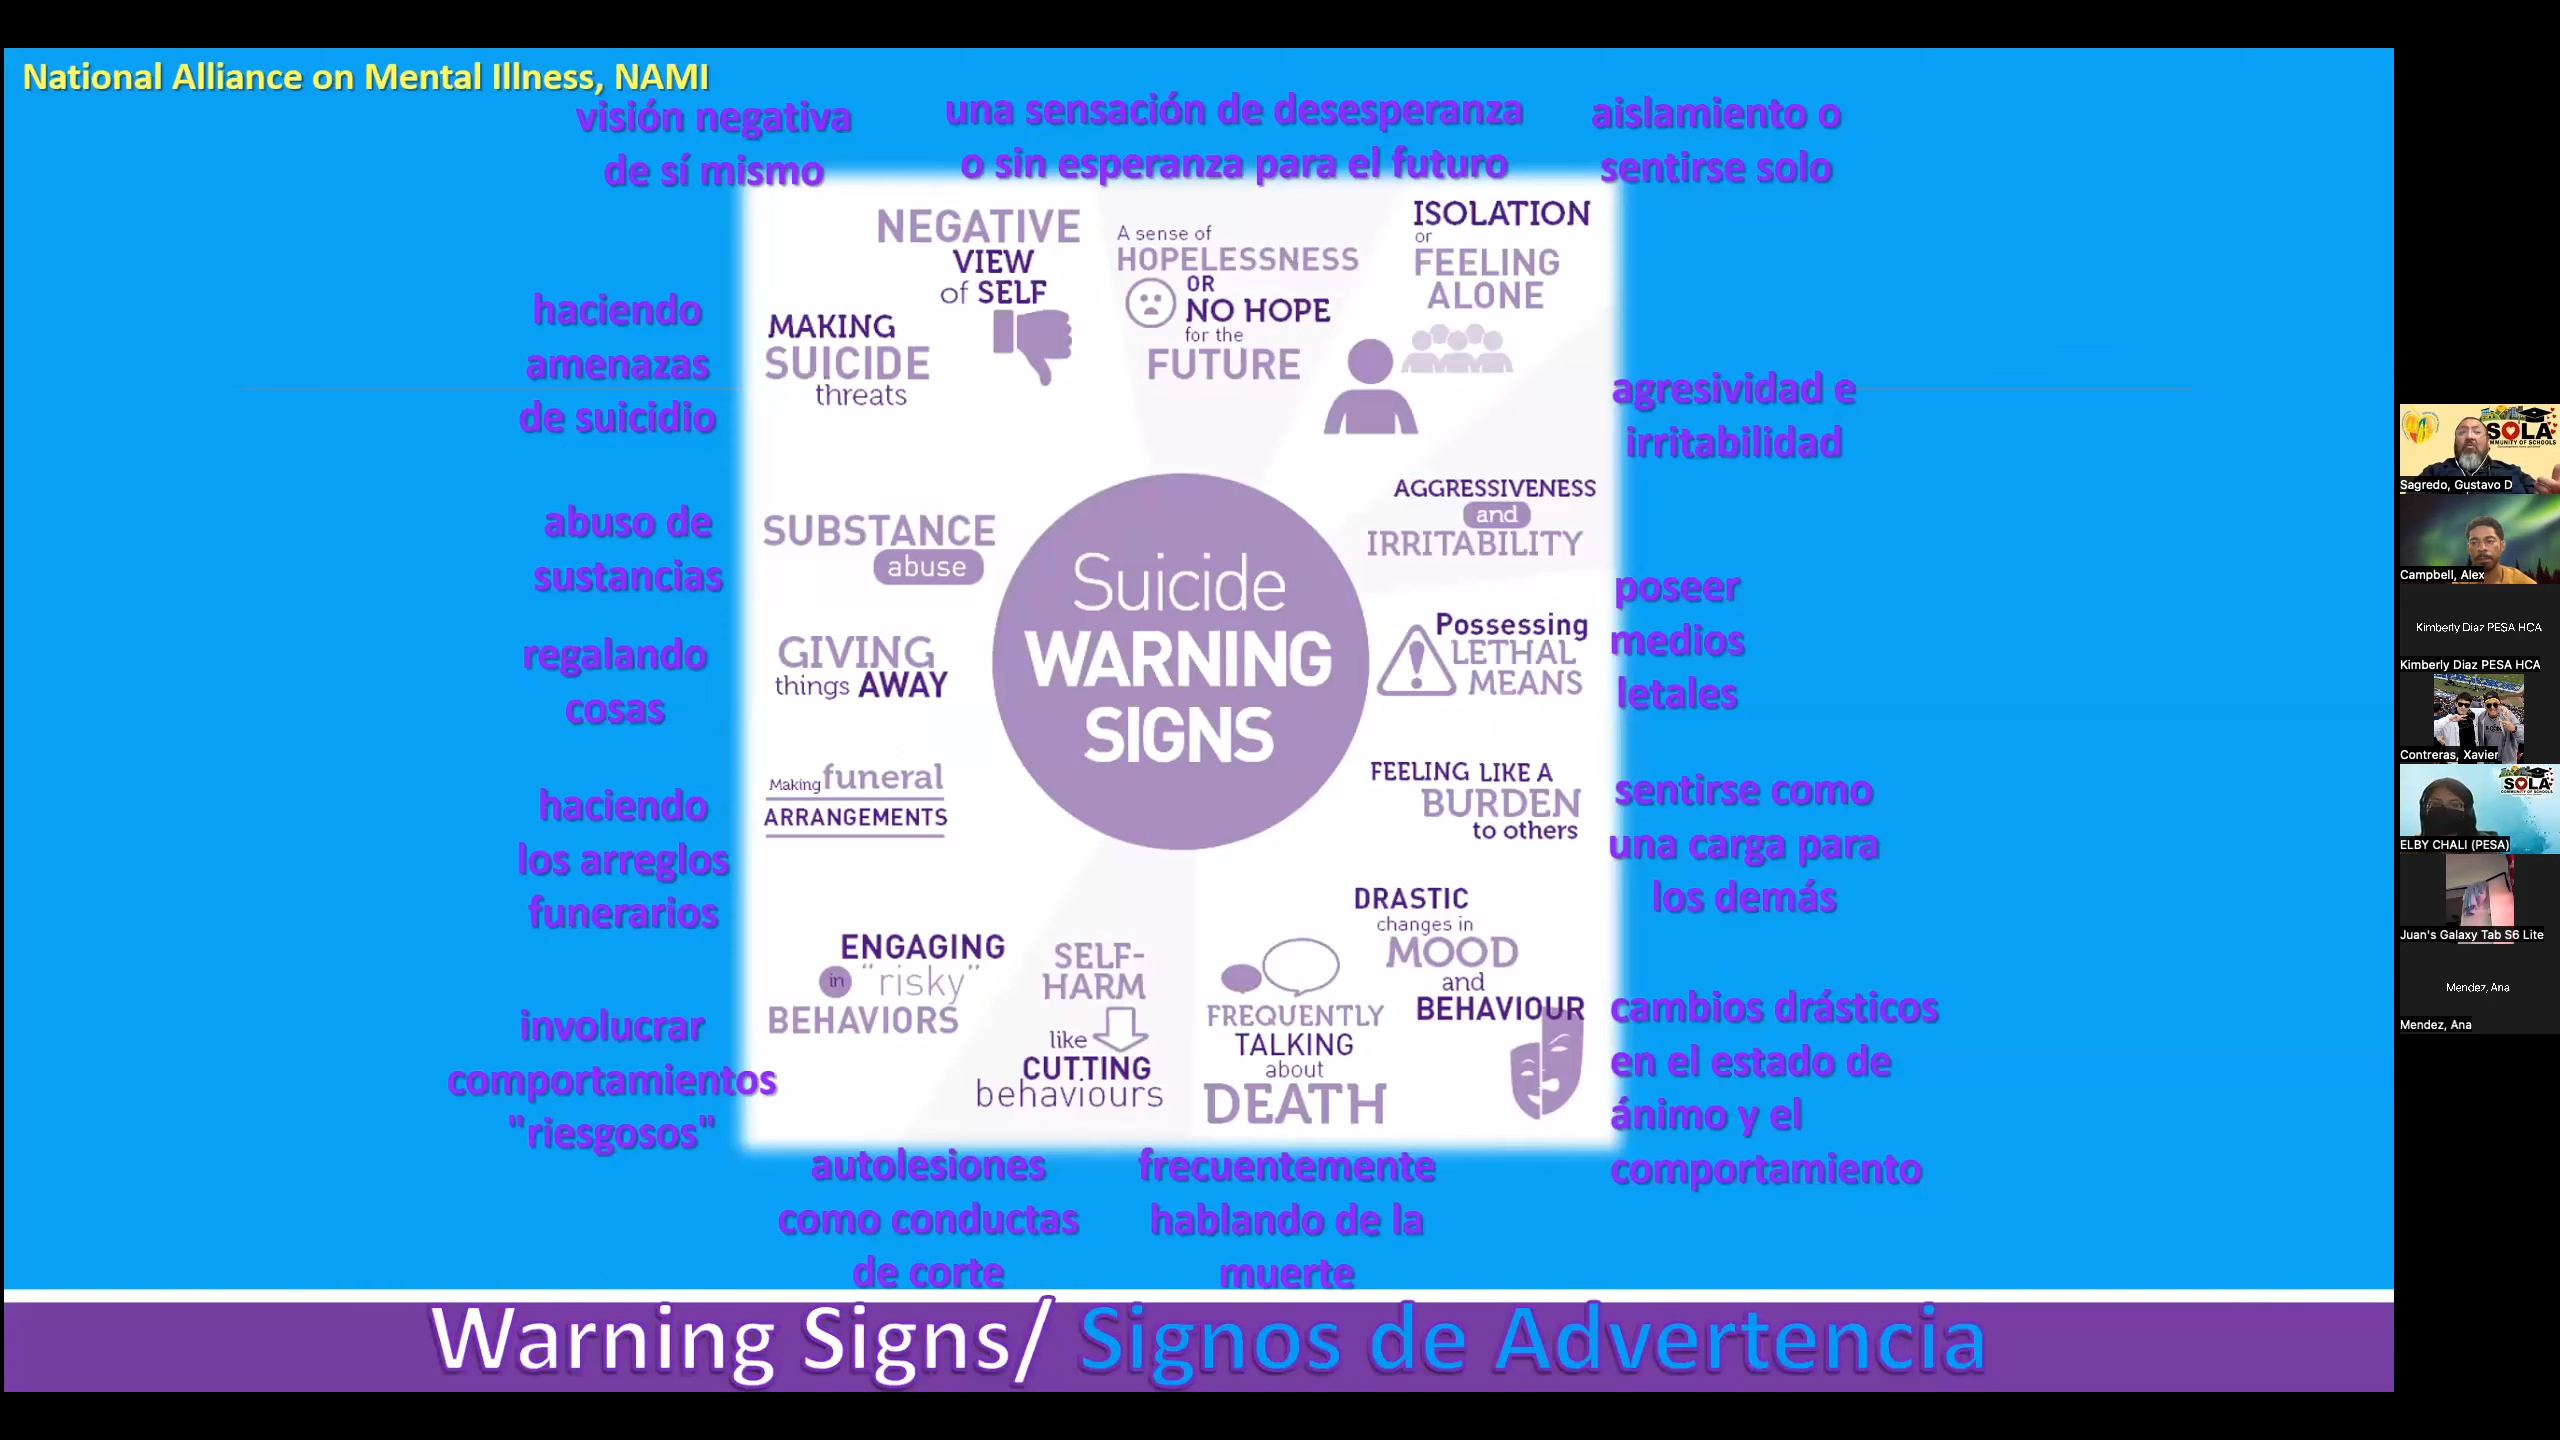 National Alliance on Mental Illness, NAMI
visión negativa
de sí mismo
una sensación de desesperanza
o sin esperanza para el futuro
aislamiento o
sentirse solo
haciendo
amenazas
de suicidio
agresividad e
irritabilidad
abuso de
sustancias
poseer
medios
letales
regalando
cosas
sentirse como
una carga para
los demás
haciendo
los arreglos
funerarios
involucrar
comportamientos
"riesgosos"
cambios drásticos
en el estado de
ánimo y el
comportamiento
autolesiones
como conductas
de corte
frecuentemente
hablando de la
muerte
NEGATIVE
VIEW
of SELF
A sense of
HOPELESSNESS
OR
NO HOPE
for the
FUTURE
ISOLATION
or
FEELING
ALONE
MAKING
SUICIDE
threats
AGGRESSIVENESS
and
IRRITABILITY
SUBSTANCE
abuse
Suicide
WARNING
SIGNS
Possessing
LETHAL
MEANS
GIVING
things AWAY
FEELING LIKE A
BURDEN
to others
Making funeral
ARRANGEMENTS
DRASTIC
changes in
MOOD
and
BEHAVIOUR
ENGAGING
in "risky"
BEHAVIORS
SELF-
HARM
like
CUTTING
behaviours
FREQUENTLY
TALKING
about
DEATH
Warning Signs/ Signos de Advertencia
SOLA
COMMUNITY OF SCHOOLS
Sagredo, Gustavo D
Campbell, Alex
Kimberly Diaz PESA HCA
Kimberly Diaz PESA HCA
Contreras, Xavier
SOLA
COMMUNITY OF SCHOOLS
ELBY CHALI (PESA)
Juan's Galaxy Tab S6 Lite
Mendez, Ana
Mendez, Ana